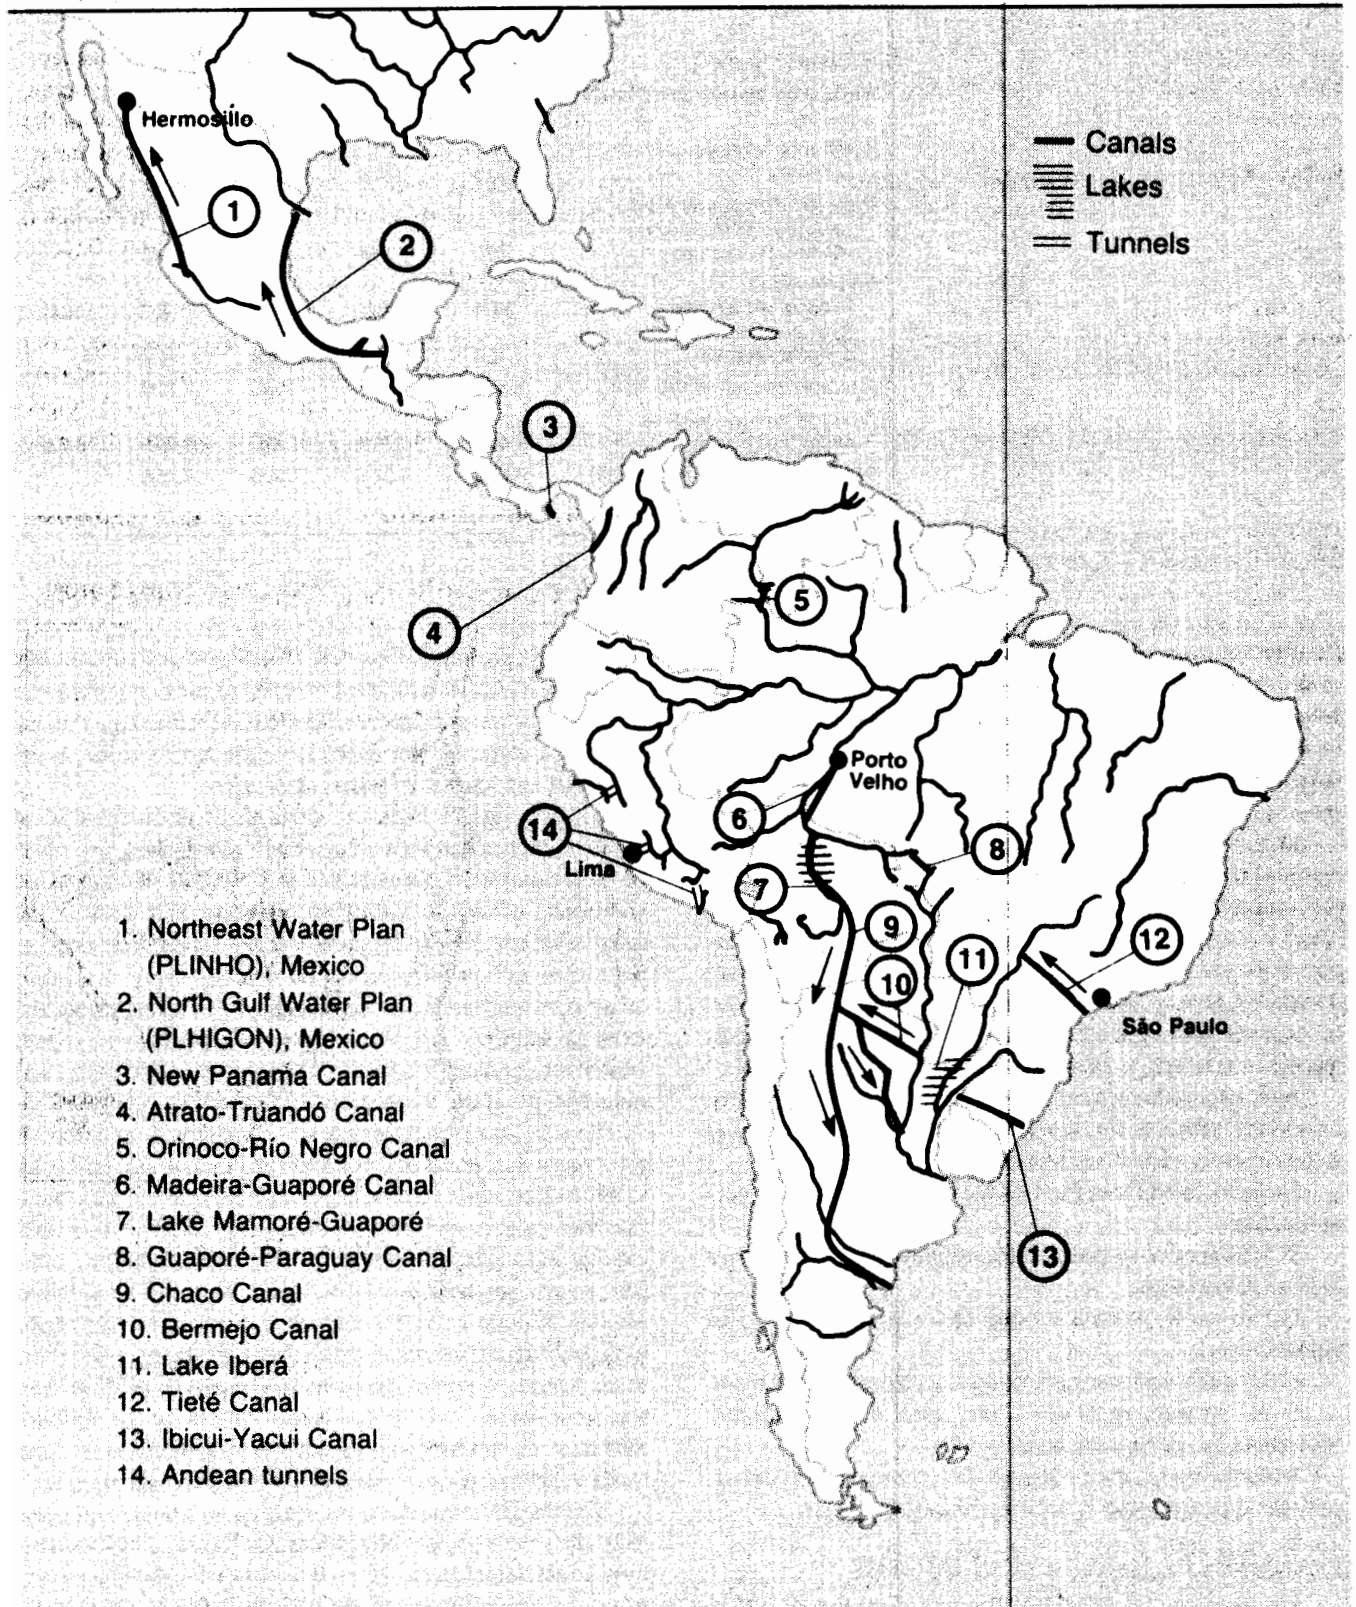 Hermosillo
1
2
Canals
Lakes
Tunnels
3
4
5
Porto
Velho
6
14
Lima
7
8
9
10
11
12
São Paulo
13
1. Northeast Water Plan
(PLINHO), Mexico
2. North Gulf Water Plan
(PLHIGON), Mexico
3. New Panama Canal
4. Atrato-Truandó Canal
5. Orinoco-Río Negro Canal
6. Madeira-Guaporé Canal
7. Lake Mamoré-Guaporé
8. Guaporé-Paraguay Canal
9. Chaco Canal
10. Bermejo Canal
11. Lake Iberá
12. Tieté Canal
13. Ibicui-Yacui Canal
14. Andean tunnels